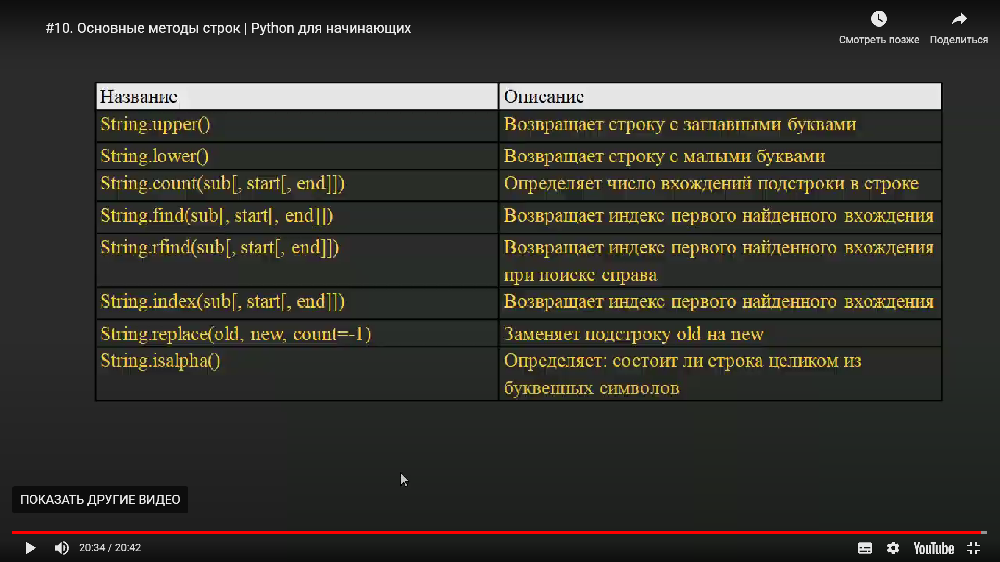 #10. Основные методы строк | Python для начинающих
Смотреть позже
Поделиться
Название
Описание
String.upper()
Возвращает строку с заглавными буквами
String.lower()
Возвращает строку с малыми буквами
String.count(sub[, start[, end]])
Определяет число вхождений подстроки в строке
String.find(sub[, start[, end]])
Возвращает индекс первого найденного вхождения
String.rfind(sub[, start[, end]])
Возвращает индекс первого найденного вхождения
при поиске справа
String.index(sub[, start[, end]])
Возвращает индекс первого найденного вхождения
String.replace(old, new, count=-1)
Заменяет подстроку old на new
String.isalpha()
Определяет: состоит ли строка целиком из
буквенных символов
ПОКАЗАТЬ ДРУГИЕ ВИДЕО
20:34 / 20:42
YouTube